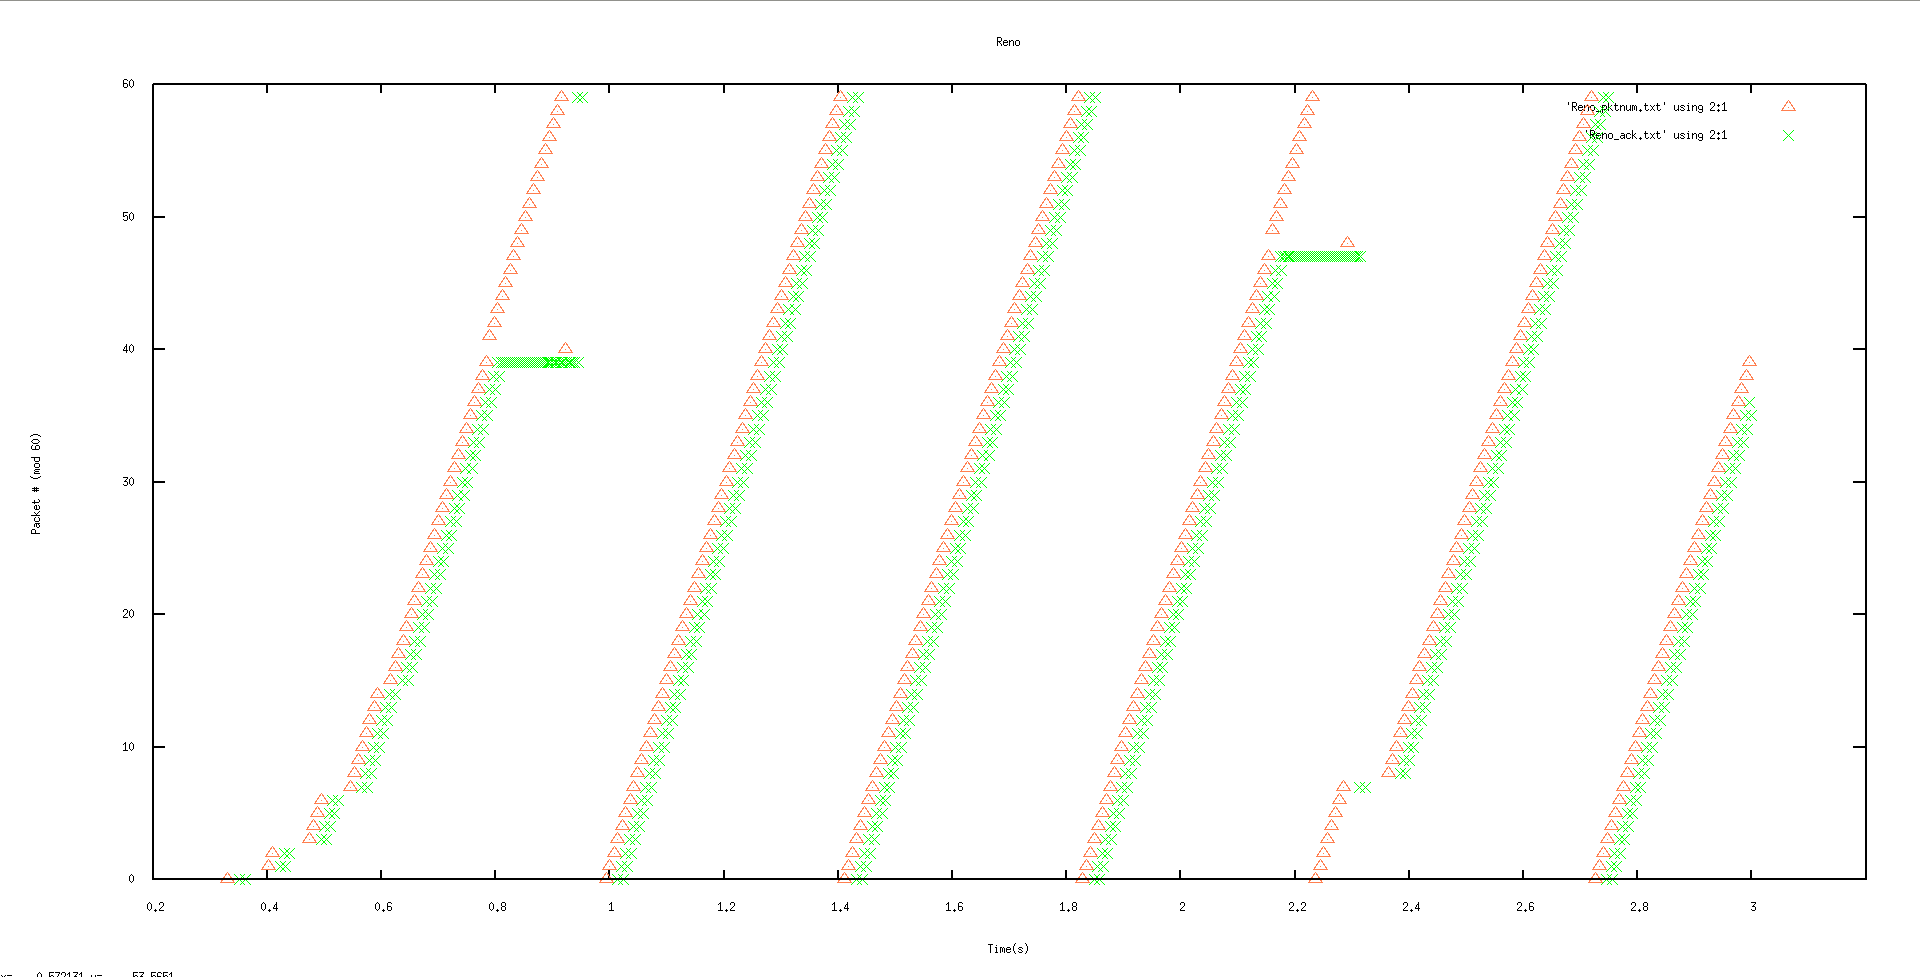 Reno
60
'Reno_pktnum.txt' using 2:1
'Reno_ack.txt' using 2:1
50
40
Packet # (mod 60)
30
20
10
0
0.2 0.4 0.6 0.8 1 1.2 1.4 1.6 1.8 2 2.2 2.4 2.6 2.8 3
Time(s)